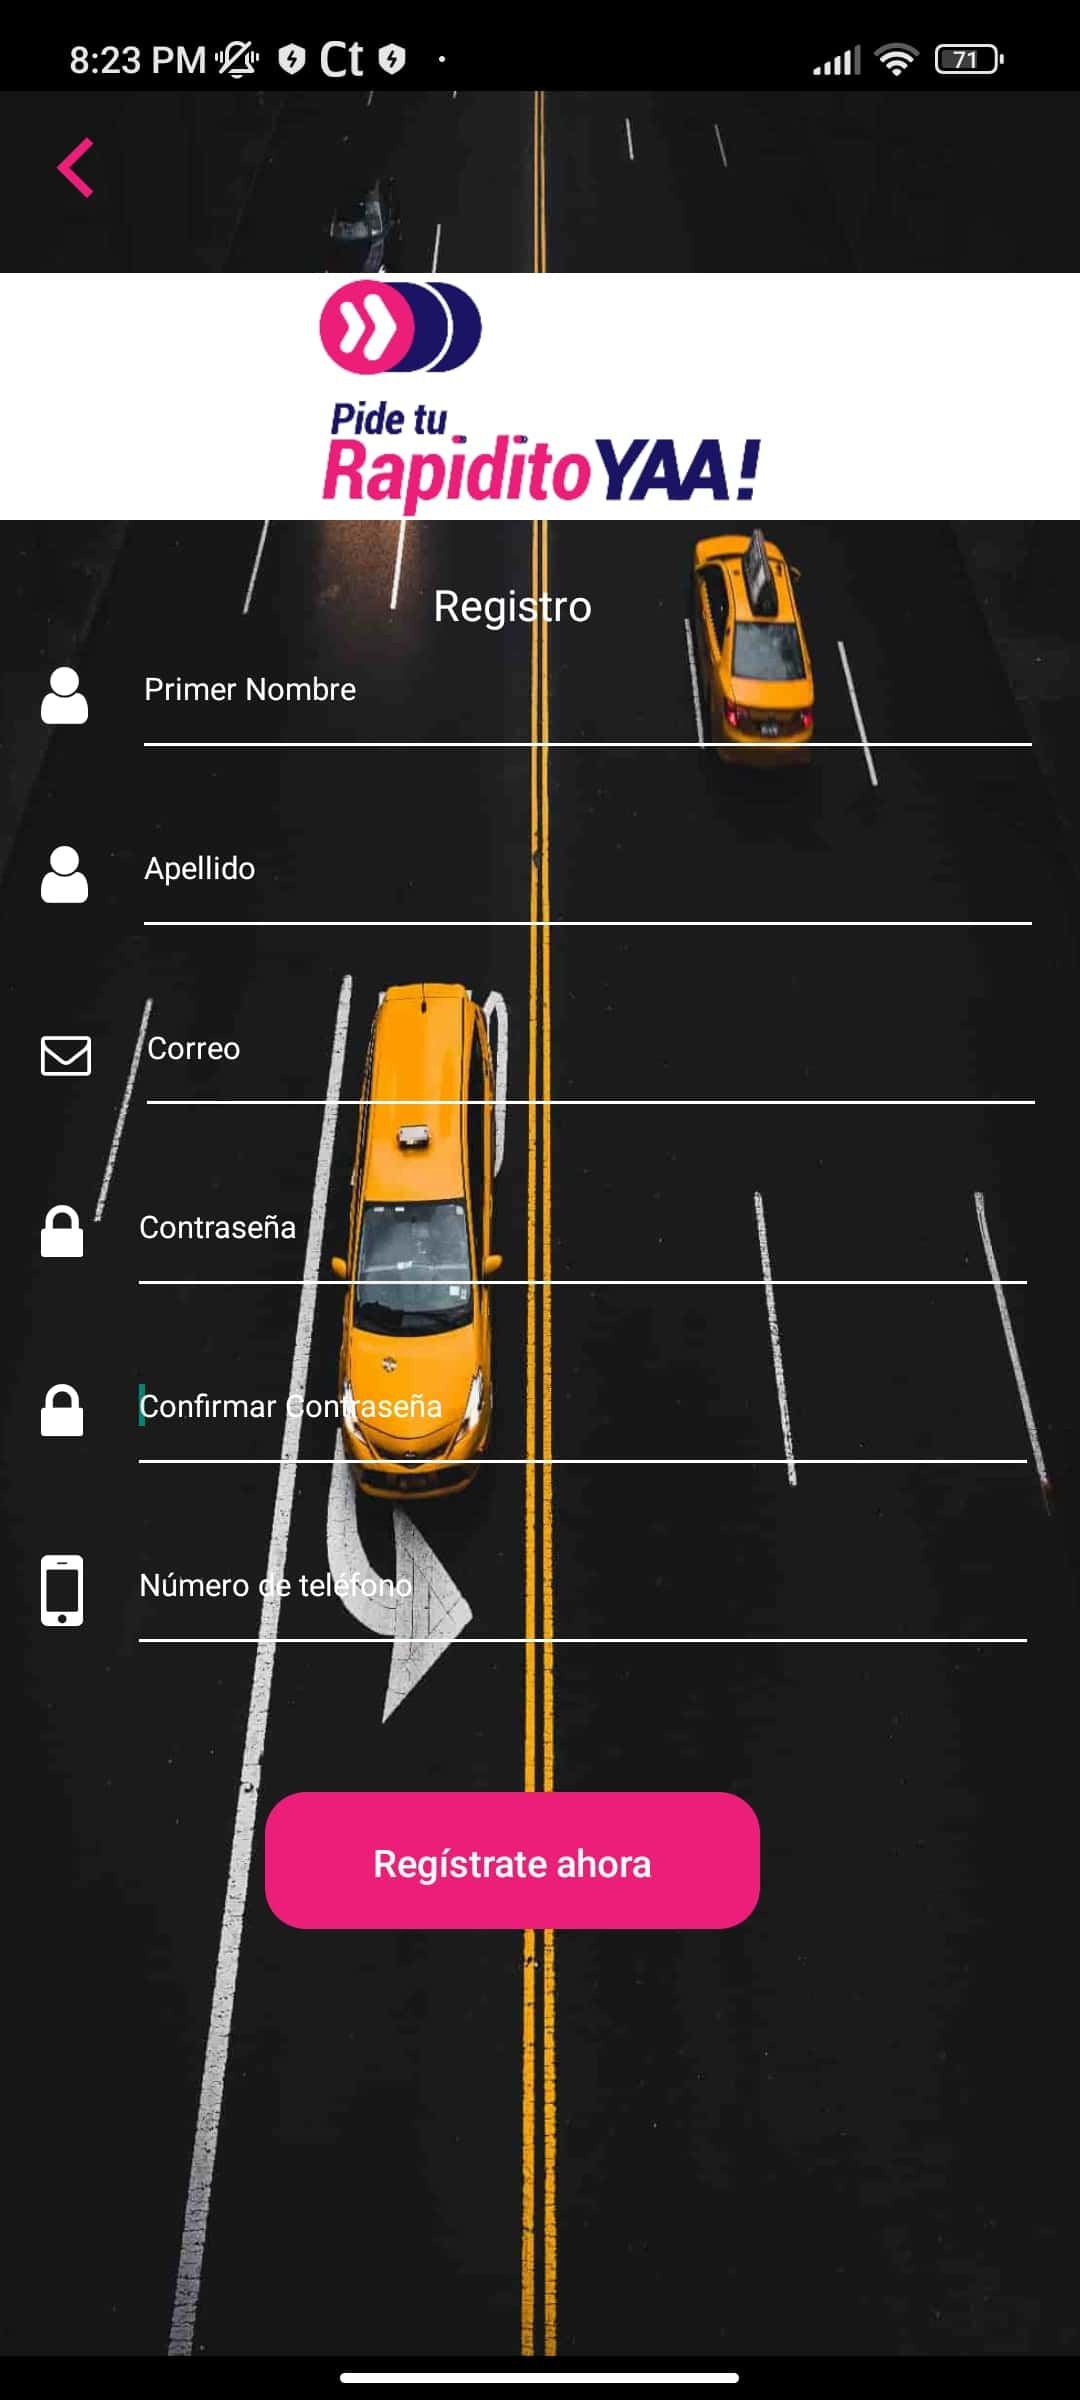 8:23 PM Ct 71
Pide tu
RapiditoYAA!
Registro
Primer Nombre
Apellido
Correo
Contraseña
Confirmar Contraseña
Número de teléfono
Regístrate ahora